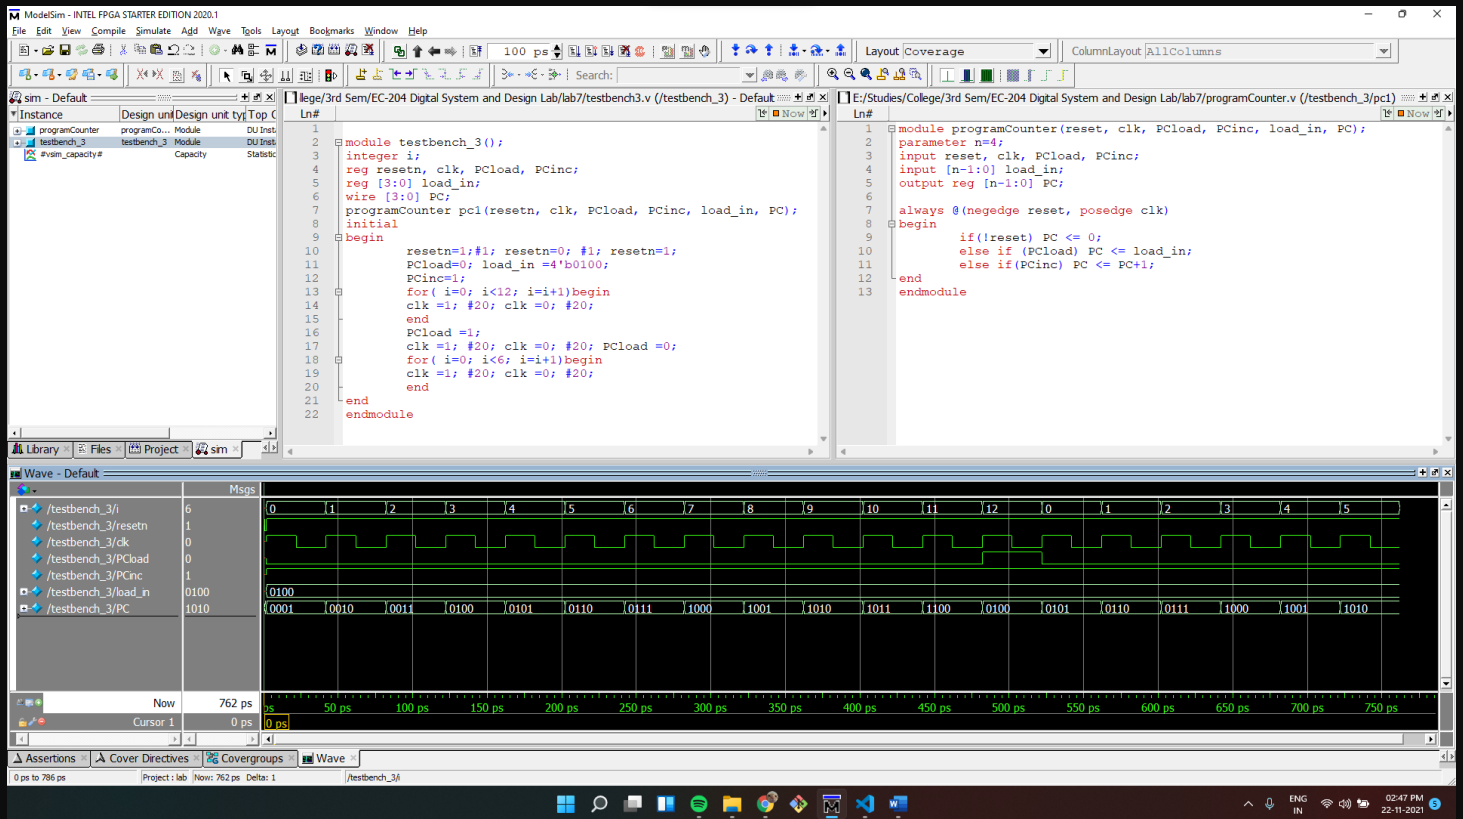 ModelSim - INTEL FPGA STARTER EDITION 2020.1
File Edit View Compile Simulate Add Wave Tools Layout Bookmarks Window Help
100 ps Layout Coverage ColumnLayout AllColumns
Search:
sim - Default
Instance Design unit Design unit typ Top C
programCounter programCo... Module DU Inst
testbench_3 testbench_3 Module DU Inst
#vsim_capacity# Capacity Statistic
Library Files Project sim
llege/3rd Sem/EC-204 Digital System and Design Lab/lab7/testbench3.v (/testbench_3) - Default
Ln# Now
1
2 module testbench_3();
3 integer i;
4 reg resetn, clk, PCload, PCinc;
5 reg [3:0] load_in;
6 wire [3:0] PC;
7 programCounter pc1(resetn, clk, PCload, PCinc, load_in, PC);
8 initial
9 begin
10 resetn=1;#1; resetn=0; #1; resetn=1;
11 PCload=0; load_in =4'b0100;
12 PCinc=1;
13 for( i=0; i<12; i=i+1)begin
14 clk =1; #20; clk =0; #20;
15 end
16 PCload =1;
17 clk =1; #20; clk =0; #20; PCload =0;
18 for( i=0; i<6; i=i+1)begin
19 clk =1; #20; clk =0; #20;
20 end
21 end
22 endmodule
E:/Studies/College/3rd Sem/EC-204 Digital System and Design Lab/lab7/programCounter.v (/testbench_3/pc1)
Ln# Now
1 module programCounter(reset, clk, PCload, PCinc, load_in, PC);
2 parameter n=4;
3 input reset, clk, PCload, PCinc;
4 input [n-1:0] load_in;
5 output reg [n-1:0] PC;
6
7 always @(negedge reset, posedge clk)
8 begin
9 if(!reset) PC <= 0;
10 else if (PCload) PC <= load_in;
11 else if(PCinc) PC <= PC+1;
12 end
13 endmodule
Wave - Default
Msgs
/testbench_3/i 6 0 1 2 3 4 5 6 7 8 9 10 11 12 0 1 2 3 4 5
/testbench_3/resetn 1
/testbench_3/clk 0
/testbench_3/PCload 0
/testbench_3/PCinc 1
/testbench_3/load_in 0100 0100
/testbench_3/PC 1010 0001 0010 0011 0100 0101 0110 0111 1000 1001 1010 1011 1100 0100 0101 0110 0111 1000 1001 1010
Now 762 ps ps 50 ps 100 ps 150 ps 200 ps 250 ps 300 ps 350 ps 400 ps 450 ps 500 ps 550 ps 600 ps 650 ps 700 ps 750 ps
Cursor 1 0 ps 0 ps
Assertions Cover Directives Covergroups Wave
0 ps to 786 ps Project : lab Now: 762 ps Delta: 1 /testbench_3/i
ENG
IN
02:47 PM
22-11-2021
5